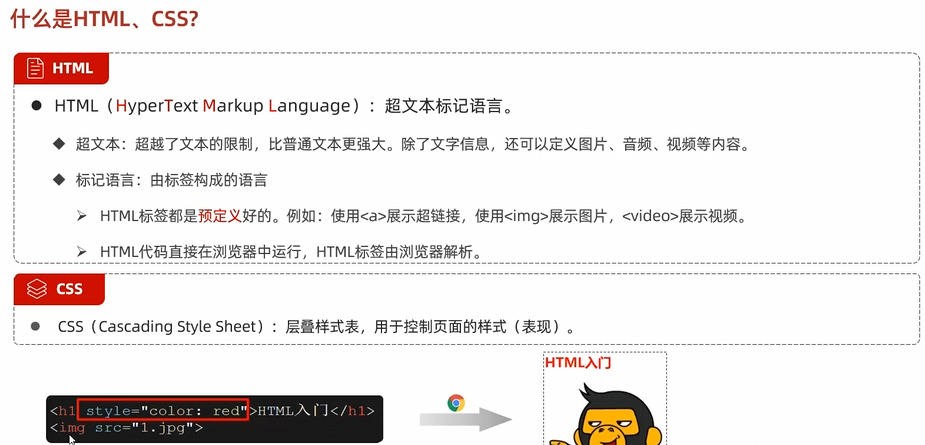 什么是HTML、CSS?
HTML
HTML（HyperText Markup Language）：超文本标记语言。
超文本：超越了文本的限制，比普通文本更强大。除了文字信息，还可以定义图片、音频、视频等内容。
标记语言：由标签构成的语言
HTML标签都是预定义好的。例如：使用<a>展示超链接，使用<img>展示图片，<video>展示视频。
HTML代码直接在浏览器中运行，HTML标签由浏览器解析。
CSS
CSS（Cascading Style Sheet）：层叠样式表，用于控制页面的样式（表现）。
HTML入门
<h1 style="color: red">HTML入门</h1>
<img src="1.jpg">